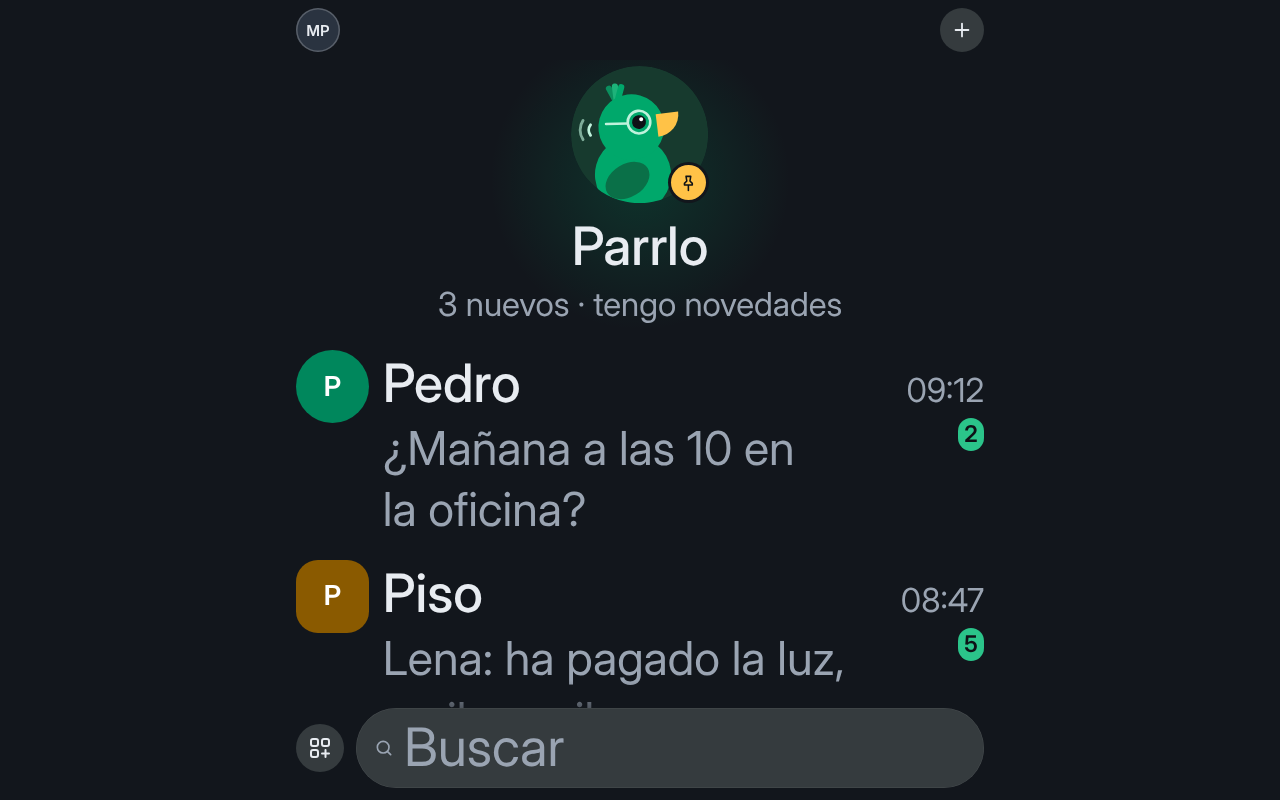 MP
Parrlo
3 nuevos · tengo novedades
P
Pedro
09:12
¿Mañana a las 10 en
la oficina?
2
P
Piso
08:47
Lena: ha pagado la luz,
5
Buscar